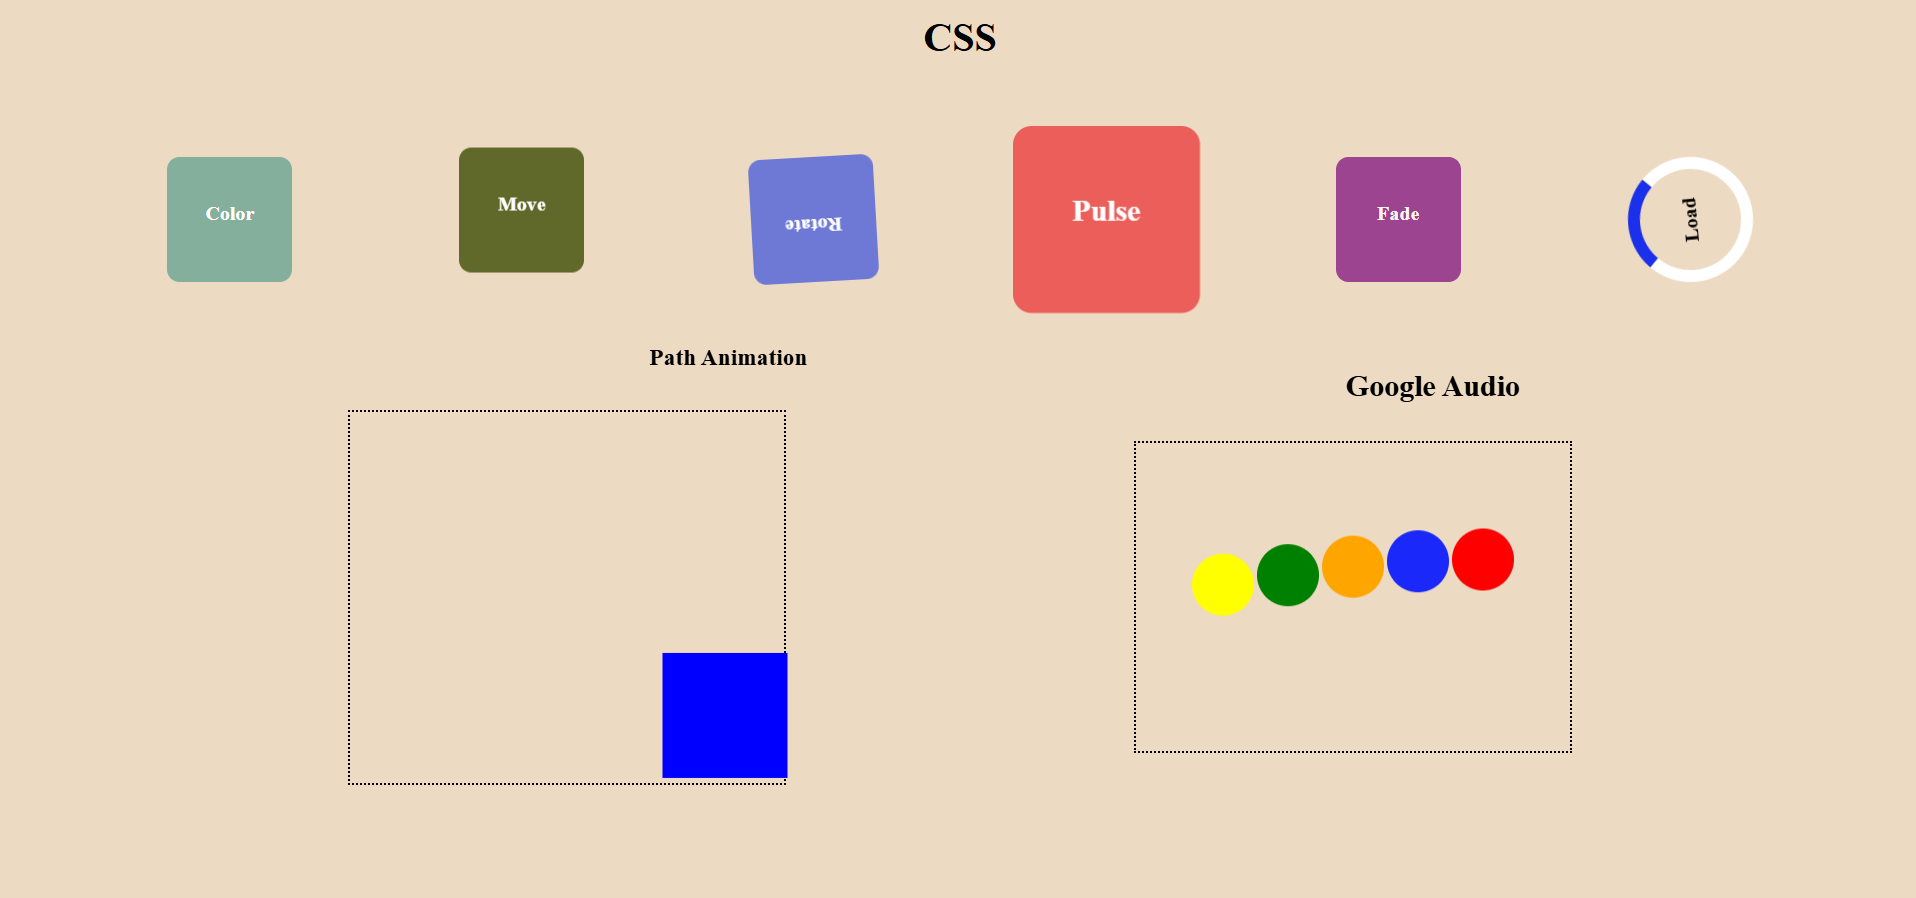 CSS
Color
Move
Rotate
Pulse
Fade
Load
Path Animation
Google Audio